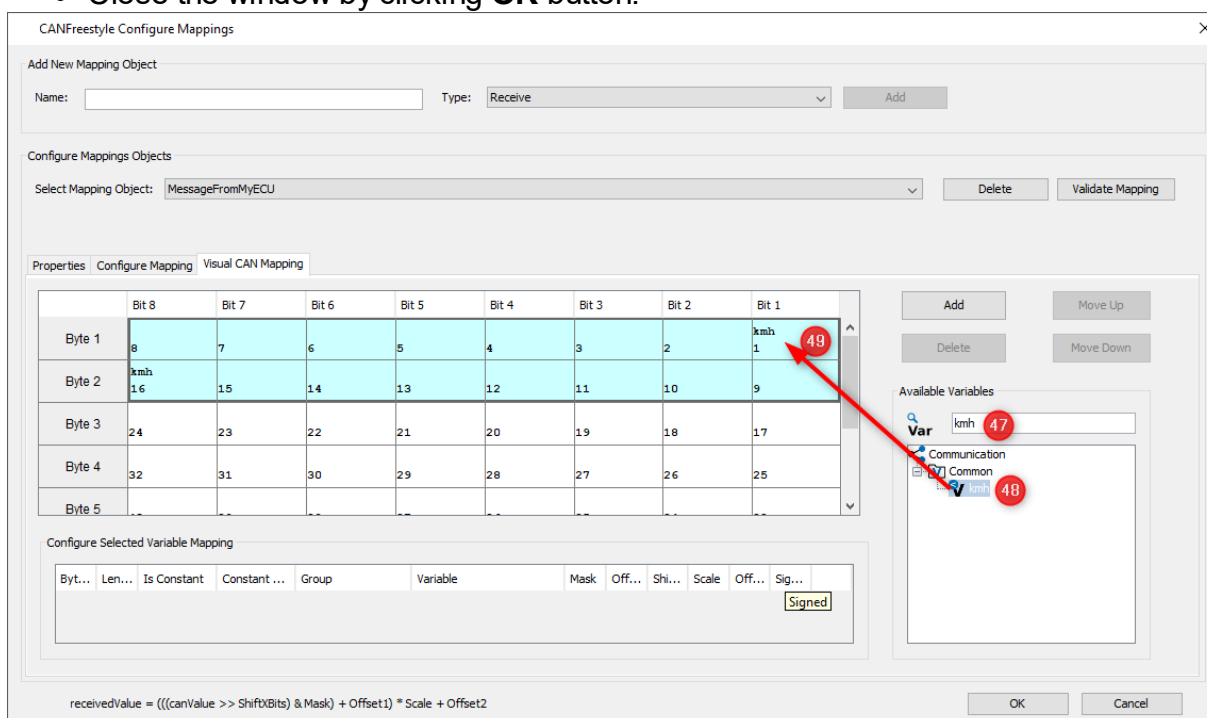 • Close the window by clicking OK button.
CANFreestyle Configure Mappings
Add New Mapping Object
Name: Type: Receive Add
Configure Mappings Objects
Select Mapping Object: MessageFromMyECU Delete Validate Mapping
Properties Configure Mapping Visual CAN Mapping
Bit 8 Bit 7 Bit 6 Bit 5 Bit 4 Bit 3 Bit 2 Bit 1
Add Move Up
kmh
Byte 1 8 7 6 5 4 3 2 1 49
Delete Move Down
kmh
Byte 2 16 15 14 13 12 11 10 9
Available Variables
Byte 3 24 23 22 21 20 19 18 17
Var kmh 47
Communication
Common
kmh 48
Byte 4 32 31 30 29 28 27 26 25
Byte 5
Configure Selected Variable Mapping
Byt... Len... Is Constant Constant ... Group Variable Mask Off... Shi... Scale Off... Sig...
Signed
receivedValue = (((canValue >> ShiftXBits) & Mask) + Offset1) * Scale + Offset2
OK Cancel